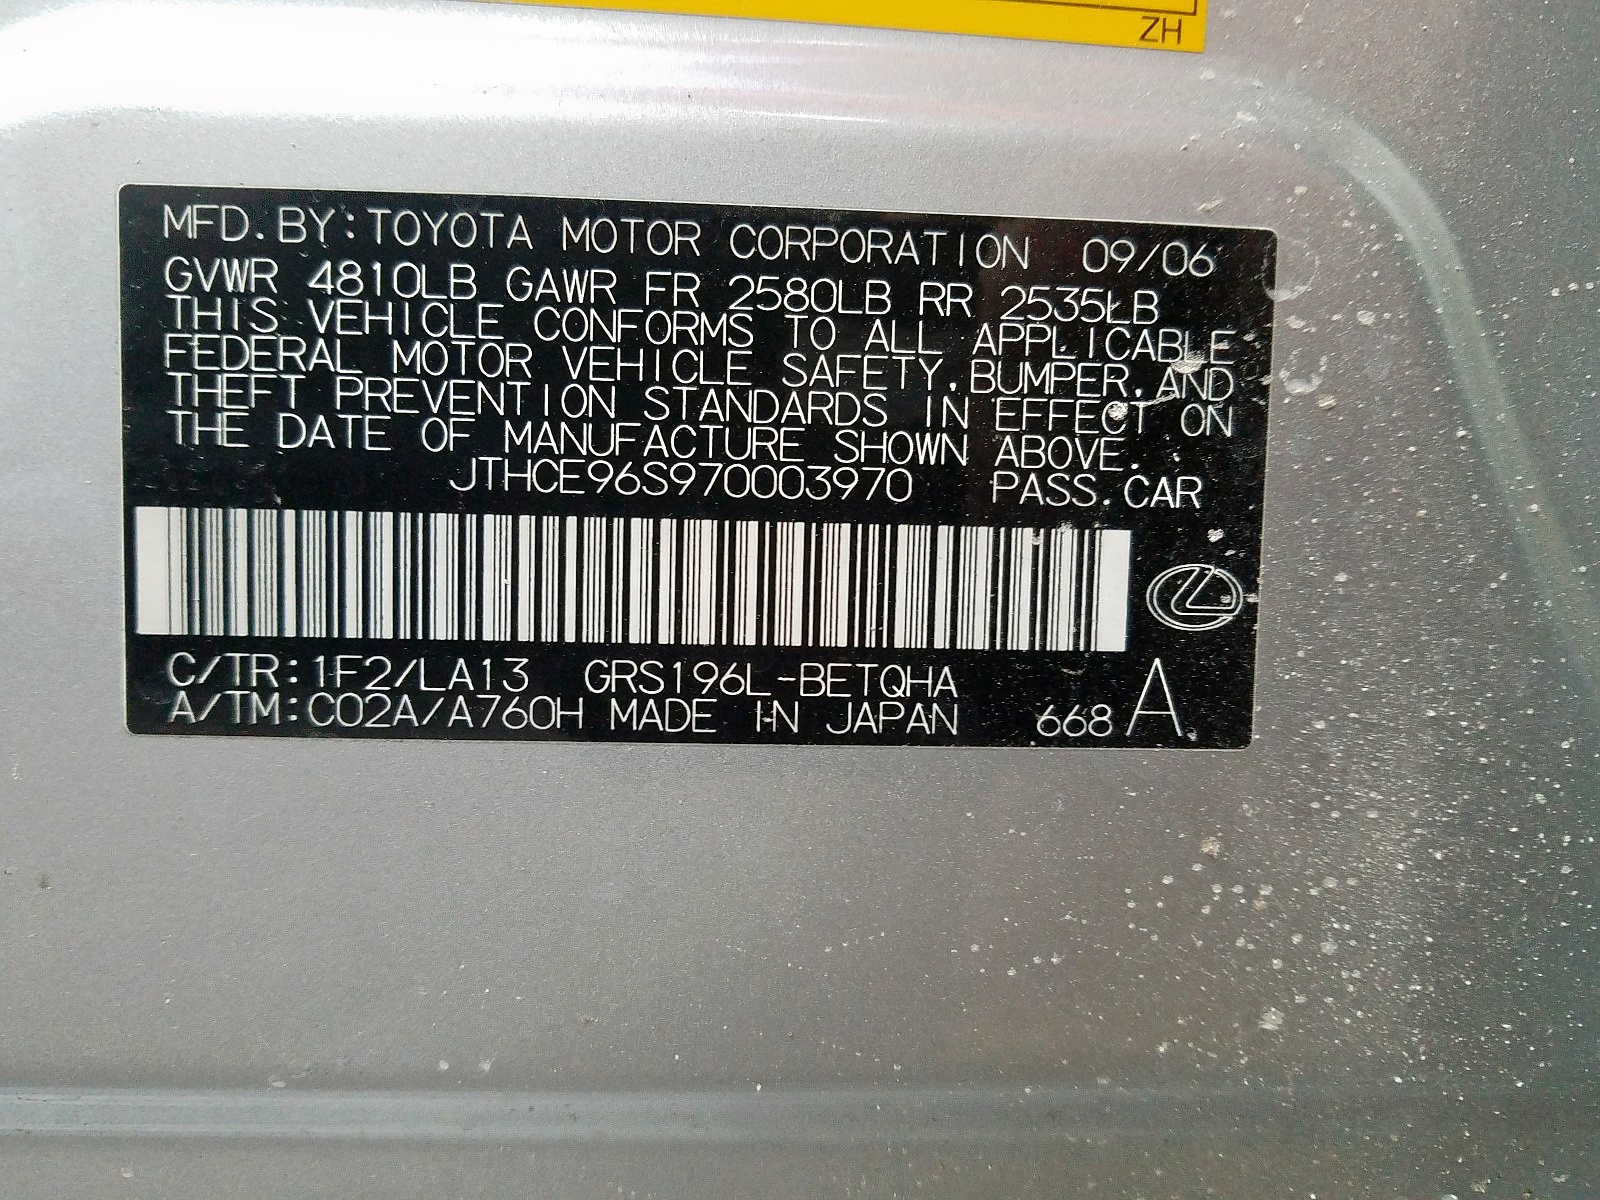 ZH
MFD. BY: TOYOTA MOTOR CORPORATION 09/06
GVWR 4810LB GAWR FR 2580LB RR 2535LB
THIS VEHICLE CONFORMS TO ALL APPLICABLE
FEDERAL MOTOR VEHICLE SAFETY, BUMPER, AND
THEFT PREVENTION STANDARDS IN EFFECT ON
THE DATE OF MANUFACTURE SHOWN ABOVE.
JTHCE96S970003970 PASS. CAR
C/TR: 1F2/LA13 GRS196L-BETQHA
A/TM: C02A/A760H MADE IN JAPAN 668 A